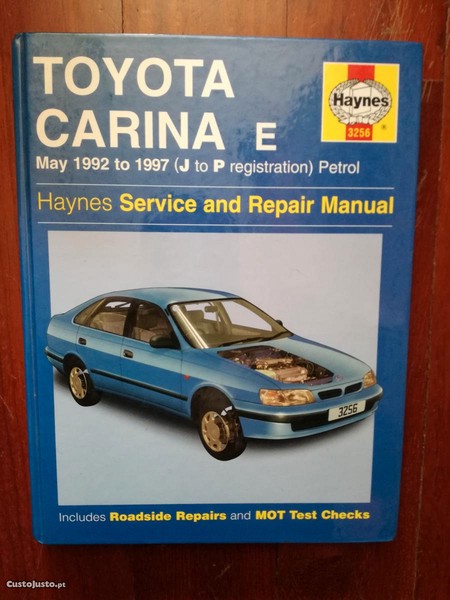 TOYOTA
CARINA E
May 1992 to 1997 (J to P registration) Petrol
Haynes
3256
Haynes Service and Repair Manual
3256
Includes Roadside Repairs and MOT Test Checks
CustoJusto.pt